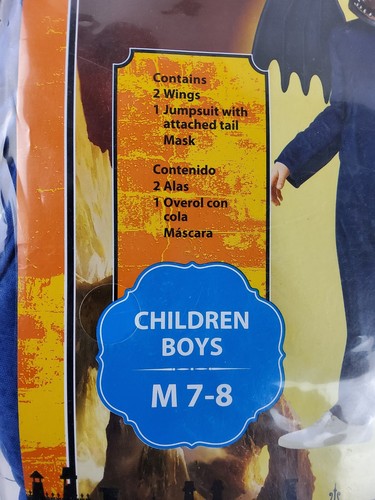 Contains
2 Wings
1 Jumpsuit with
attached tail
Mask
Contenido
2 Alas
1 Overol con
cola
Máscara
CHILDREN
BOYS
M 7-8